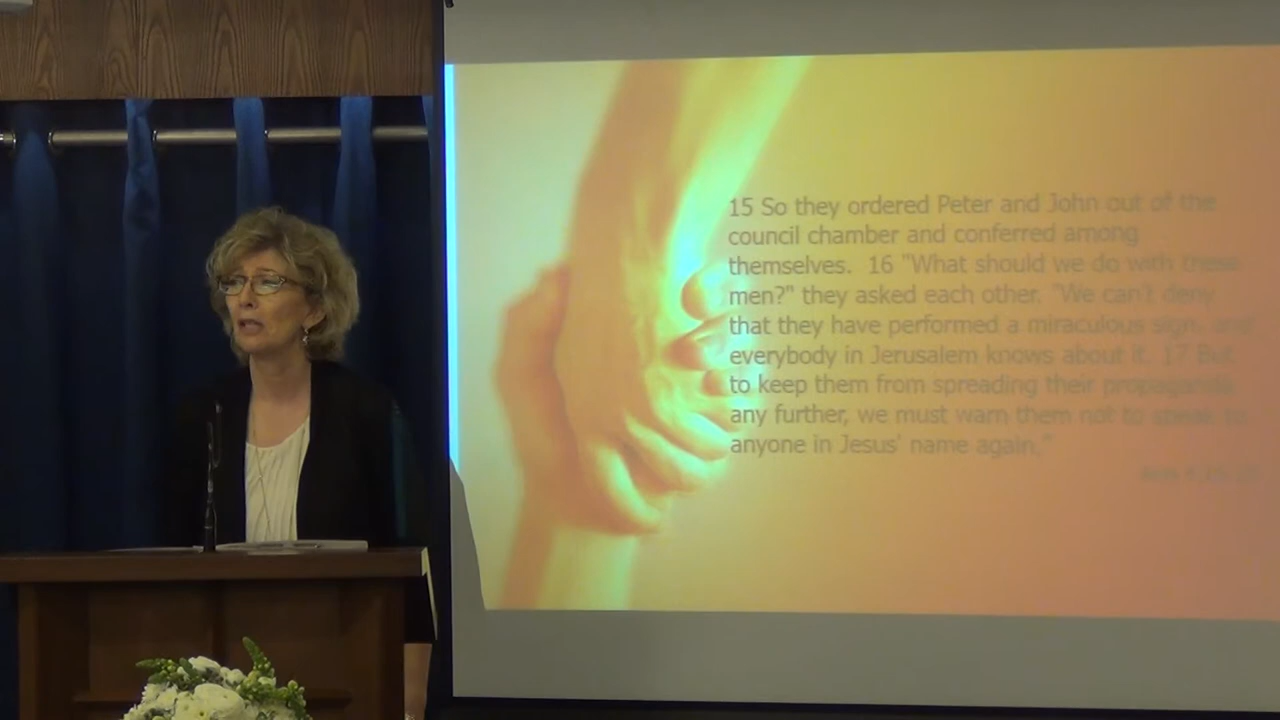 15 So they ordered Peter and John out of the
council chamber and conferred among
themselves.  16 "What should we do with these
men?" they asked each other. "We can't deny
that they have performed a miraculous sign, and
everybody in Jerusalem knows about it. 17 But
to keep them from spreading their propaganda
any further, we must warn them not to speak to
anyone in Jesus' name again."